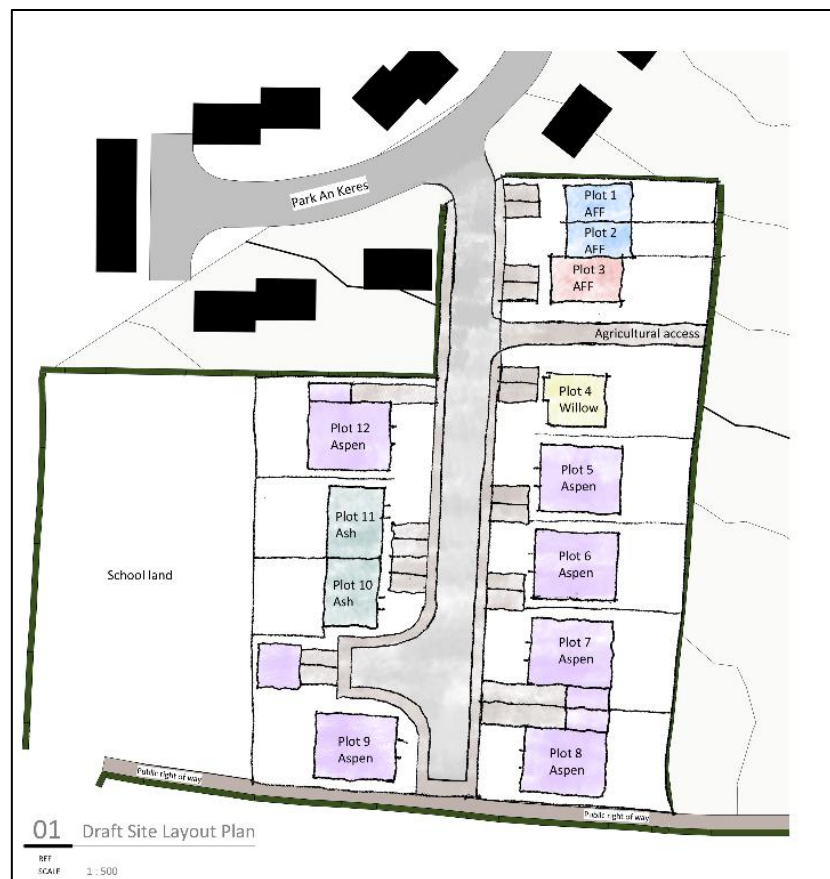 Park An Keres
Plot 1
AFF
Plot 2
AFF
Plot 3
AFF
Agricultural access
Plot 4
Willow
Plot 12
Aspen
Plot 5
Aspen
Plot 11
Ash
Plot 6
Aspen
School land
Plot 10
Ash
Plot 7
Aspen
Plot 9
Aspen
Plot 8
Aspen
Public right of way
Public right of way
01 Draft Site Layout Plan
REF
SCALE 1 : 500